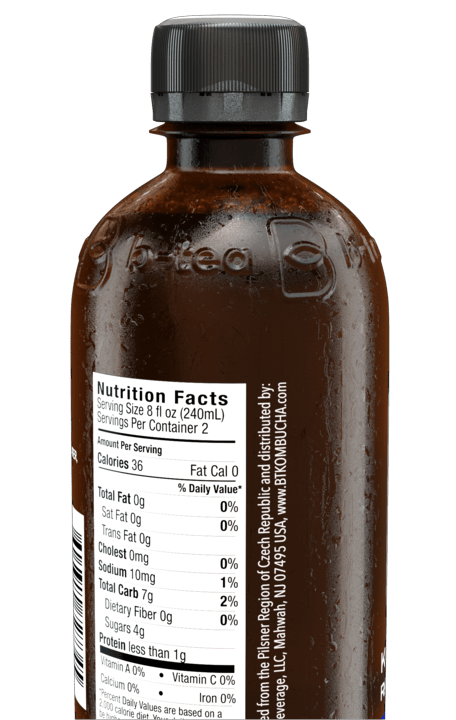 b-tea
Nutrition Facts
Serving Size 8 fl oz (240mL)
Servings Per Container 2
Amount Per Serving
Calories 36 Fat Cal 0
% Daily Value*
Total Fat 0g 0%
Sat Fat 0g 0%
Trans Fat 0g
Cholest 0mg 0%
Sodium 10mg 1%
Total Carb 7g 2%
Dietary Fiber 0g 0%
Sugars 4g
Protein less than 1g
Vitamin A 0% • Vitamin C 0%
Calcium 0% • Iron 0%
*Percent Daily Values are based on a
2,000 calorie diet.
ed from the Pilsner Region of Czech Republic and distributed by:
everage, LLC, Mahwah, NJ 07495 USA, www.BTKOMBUCHA.com